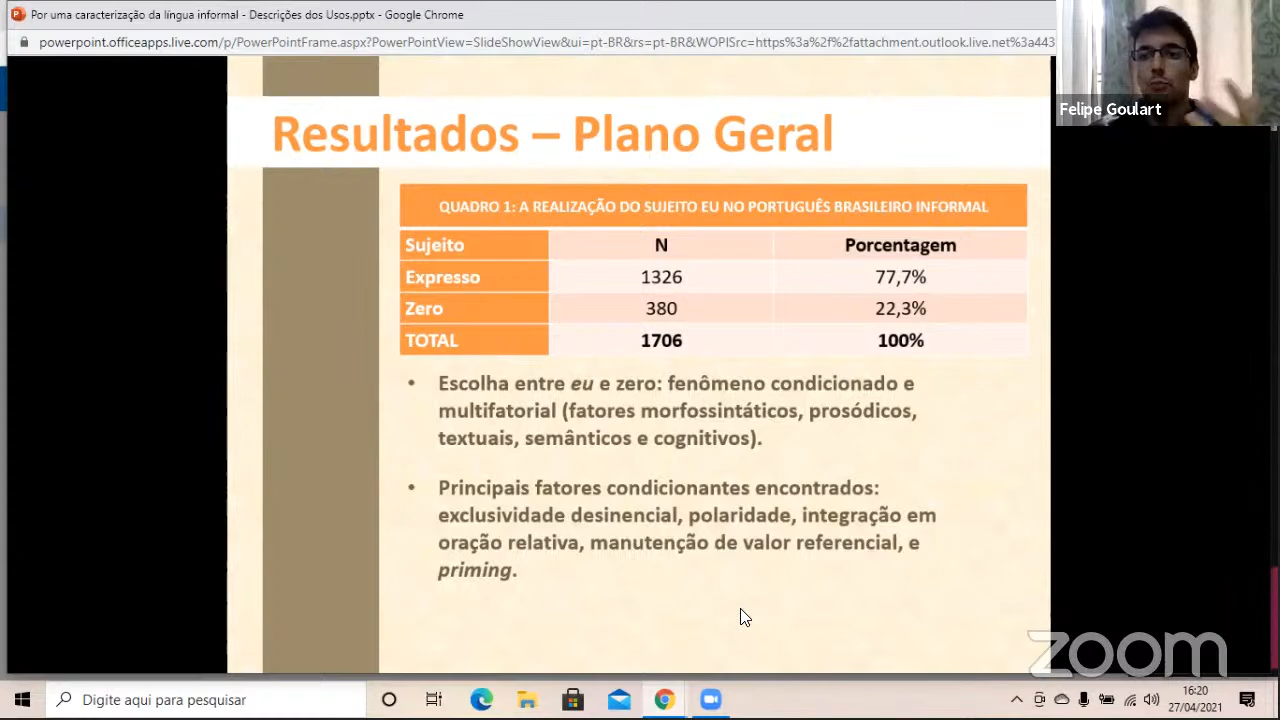 Por uma caracterização da língua informal - Descrições dos Usos.pptx - Google Chrome
powerpoint.officeapps.live.com/p/PowerPointFrame.aspx?PowerPointView=SlideShowView&ui=pt-BR&rs=pt-BR&WOPISrc=https%3a%2f%2fattachment.outlook.live.net%3a443
Felipe Goulart
Resultados – Plano Geral
QUADRO 1: A REALIZAÇÃO DO SUJEITO EU NO PORTUGUÊS BRASILEIRO INFORMAL
Sujeito N Porcentagem
Expresso 1326 77,7%
Zero 380 22,3%
TOTAL 1706 100%
• Escolha entre eu e zero: fenômeno condicionado e
multifatorial (fatores morfossintáticos, prosódicos,
textuais, semânticos e cognitivos).
• Principais fatores condicionantes encontrados:
exclusividade desinencial, polaridade, integração em
oração relativa, manutenção de valor referencial, e
priming.
zoom
Digite aqui para pesquisar
16:20
27/04/2021